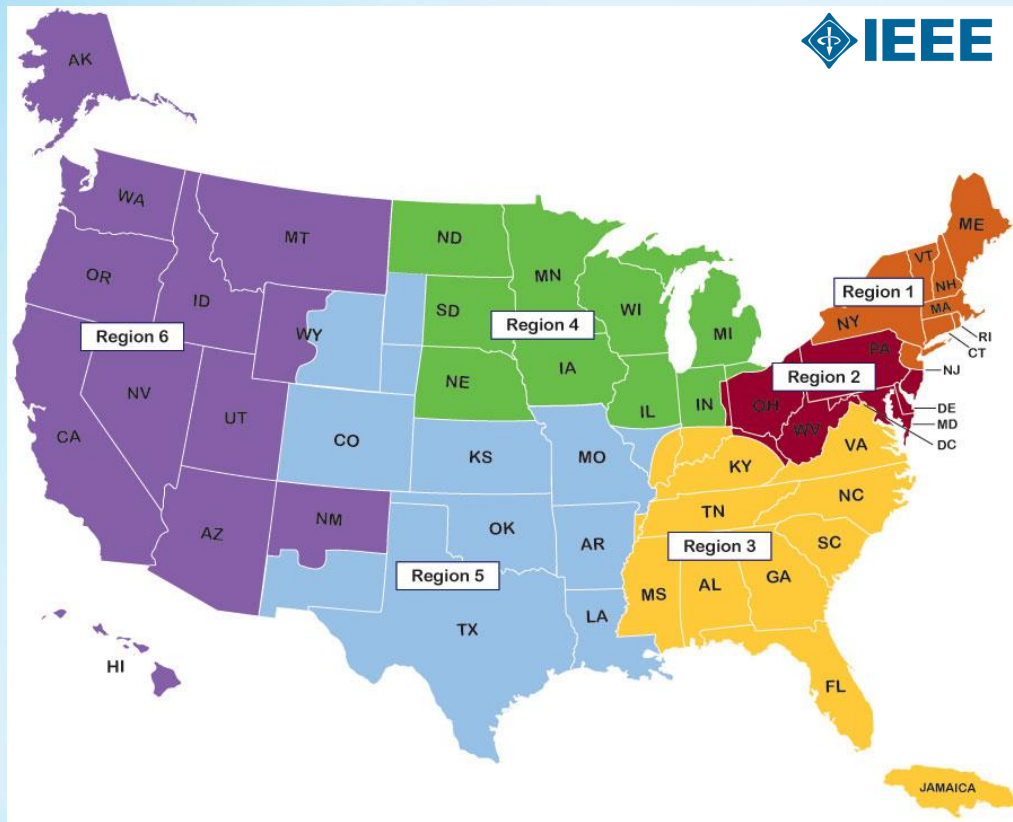 IEEE
AK
WA
MT
ND
ME
VT
OR
MN
NH
ID
Region 1
SD
WI
MA
Region 6
WY
Region 4
MI
NY
RI
PA
CT
IA
NE
Region 2
NJ
NV
OH
IL
IN
UT
DE
CA
CO
WV
MD
VA
DC
KS
MO
KY
NC
TN
NM
OK
AZ
AR
SC
Region 3
Region 5
GA
MS
AL
LA
TX
HI
FL
JAMAICA